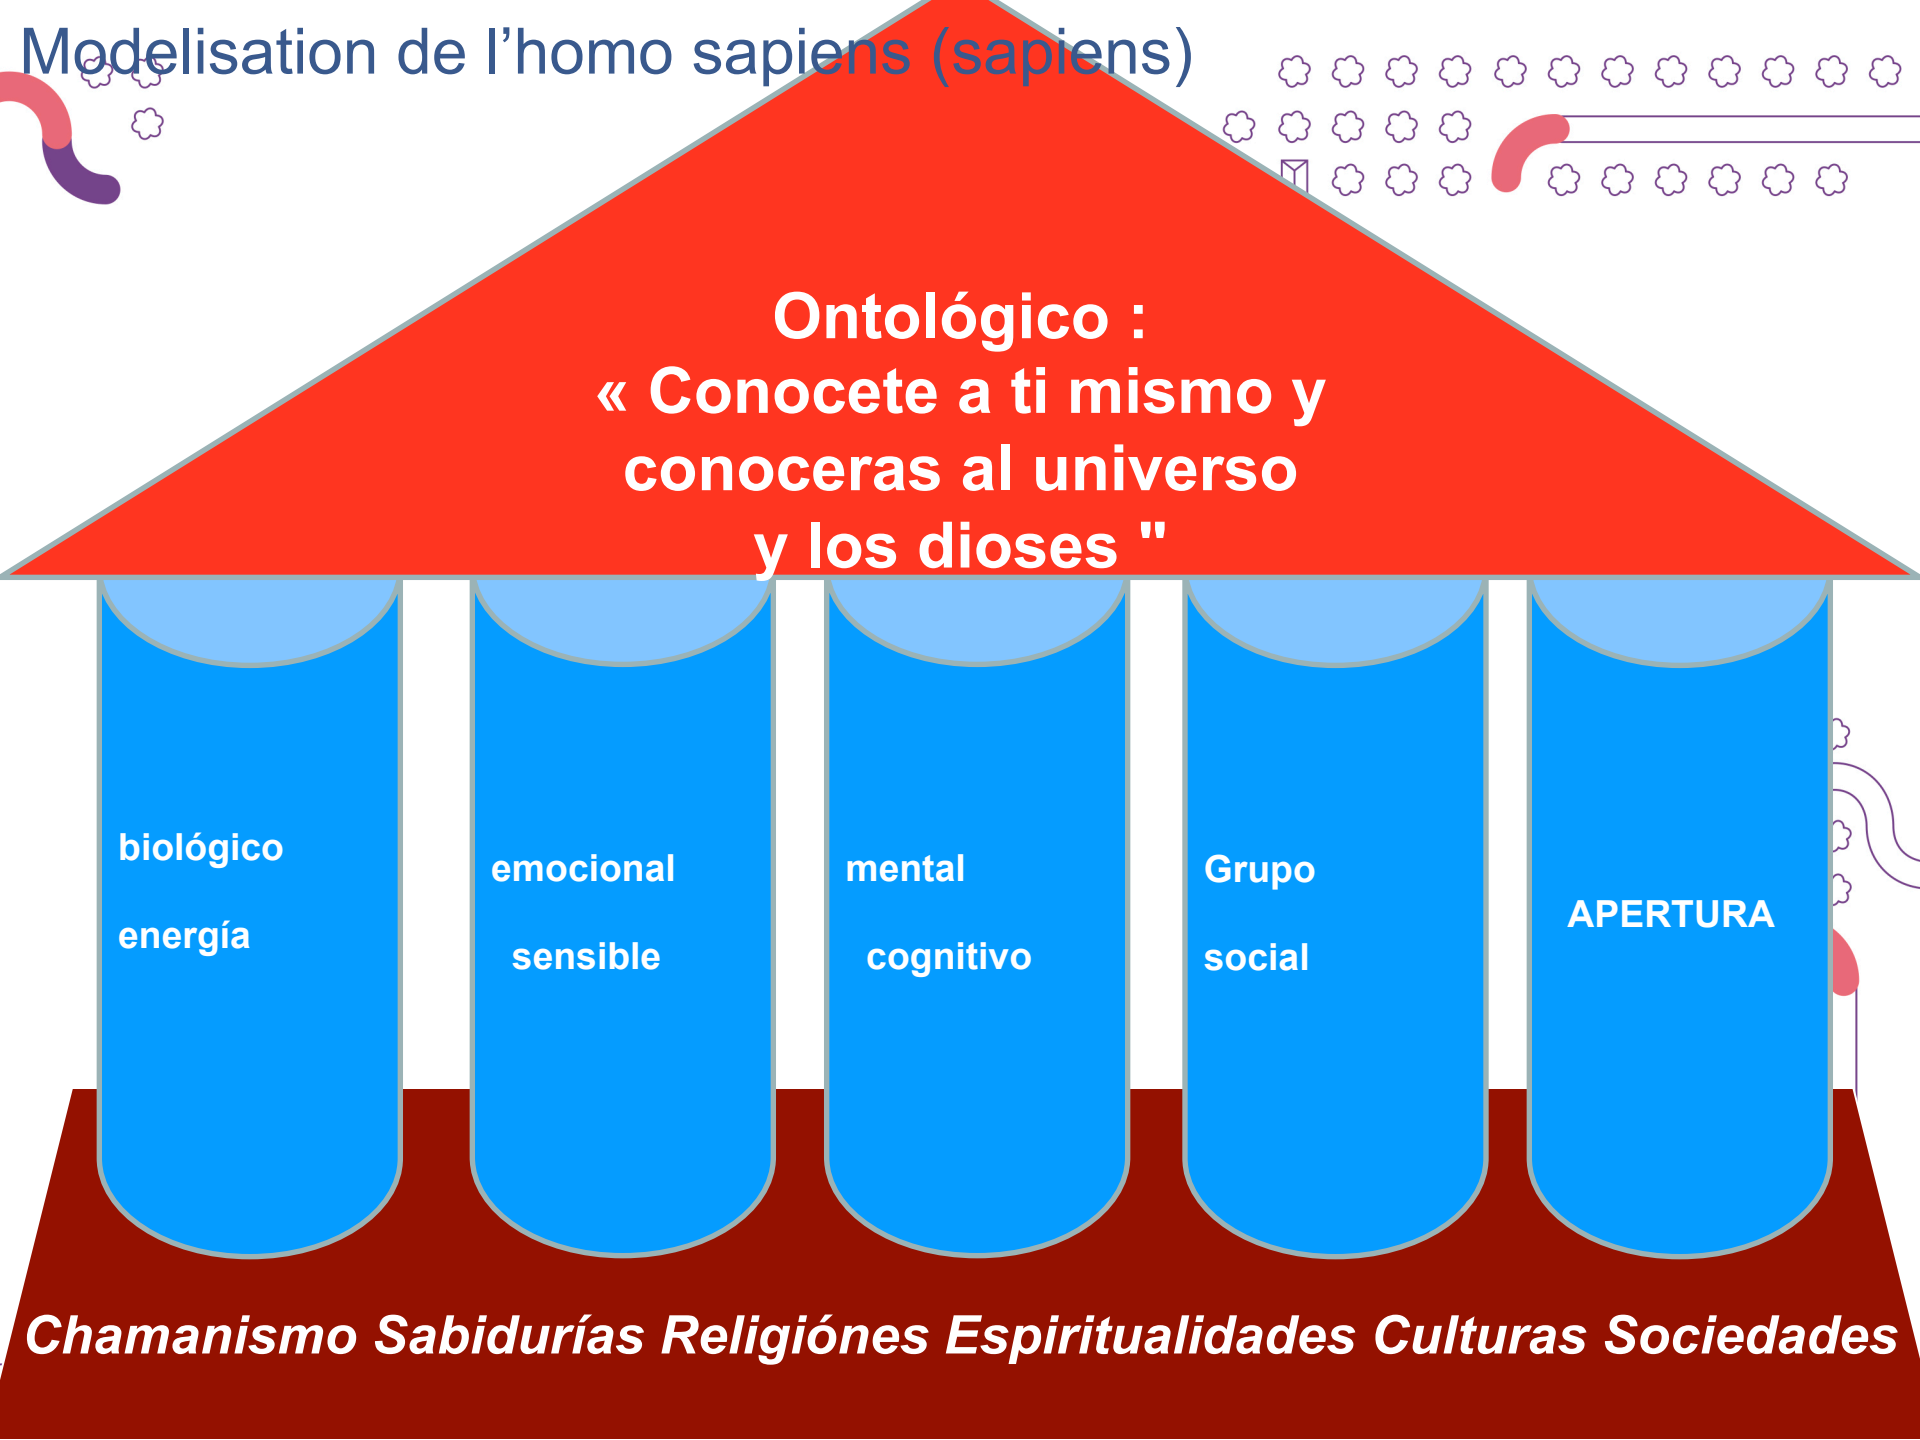 Modelisation de l’homo sapiens (sapiens)
Ontológico :
« Conocete a ti mismo y
conoceras al universo
y los dioses "
biológico
energía
emocional
sensible
mental
cognitivo
Grupo
social
APERTURA
Chamanismo Sabidurías Religiónes Espiritualidades Culturas Sociedades